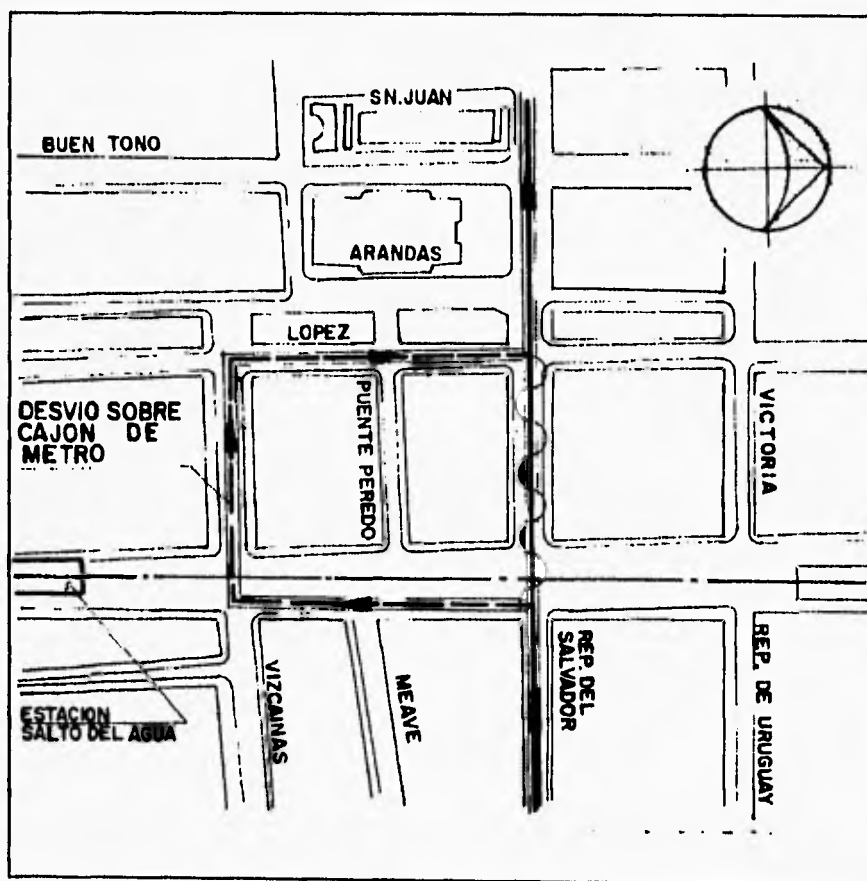 SN.JUAN
BUEN TONO
ARANDAS
LOPEZ
DESVIO SOBRE
CAJON DE
METRO
PUENTE PEREDO
VICTORIA
ESTACION
SALTO DEL AGUA
VIZCAINAS
MEAVE
REP. DEL
SALVADOR
REP. DE URUGUAY